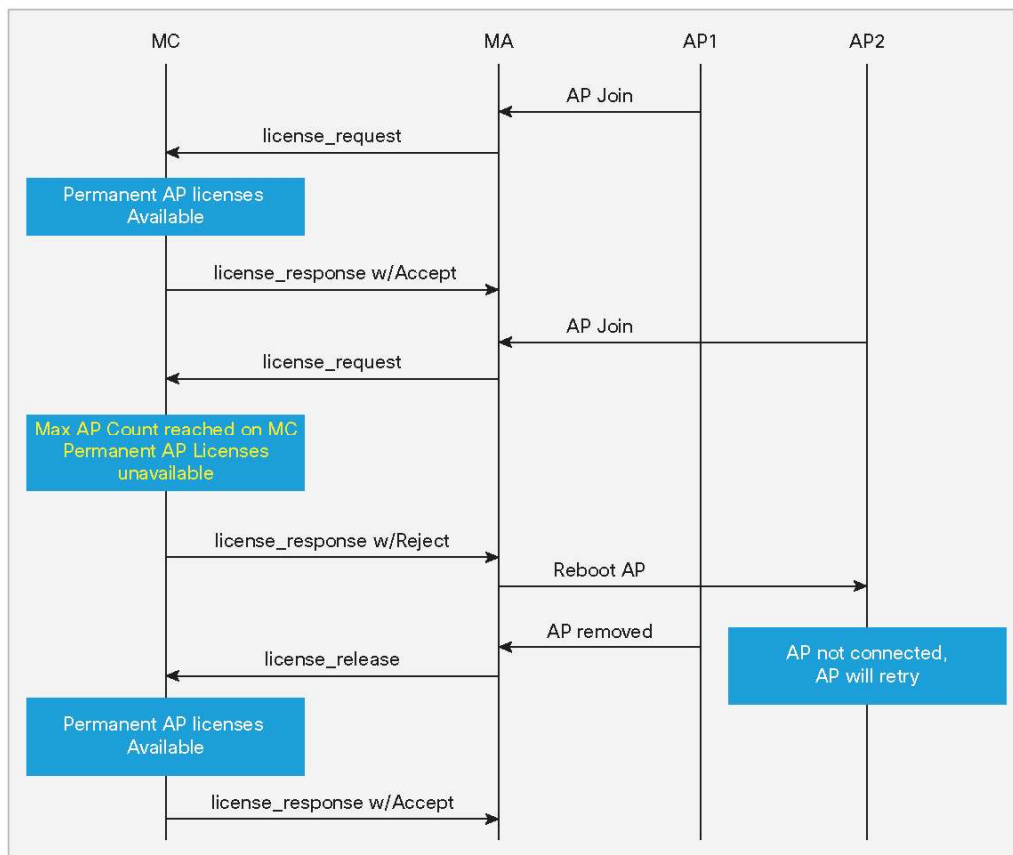 MC
MA
AP1
AP2
AP Join
license_request
Permanent AP licenses
Available
license_response w/Accept
AP Join
license_request
Max AP Count reached on MC
Permanent AP Licenses
unavailable
license_response w/Reject
Reboot AP
AP removed
AP not connected,
AP will retry
license_release
Permanent AP licenses
Available
license_response w/Accept